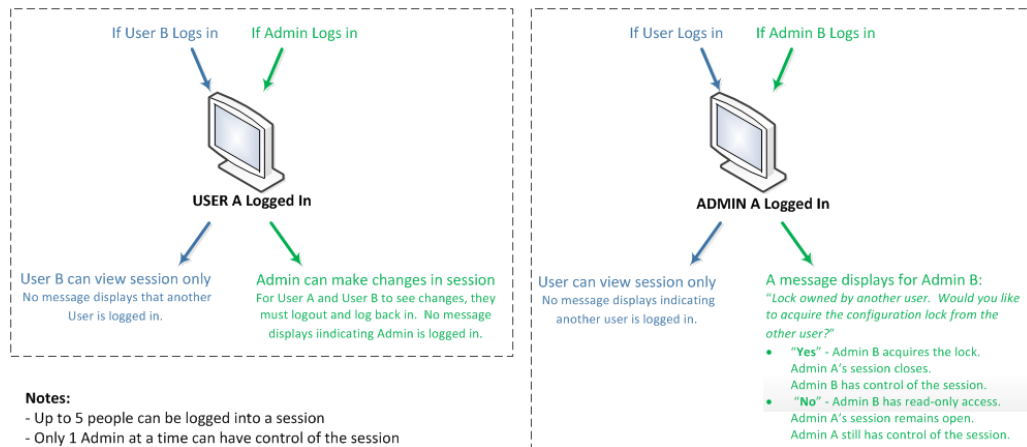 If User B Logs in
If Admin Logs in
USER A Logged In
User B can view session only
No message displays that another
User is logged in.
Admin can make changes in session
For User A and User B to see changes, they
must logout and log back in.  No message
displays iindicating Admin is logged in.
Notes:
- Up to 5 people can be logged into a session
- Only 1 Admin at a time can have control of the session
If User Logs in
If Admin B Logs in
ADMIN A Logged In
User can view session only
No message displays indicating
another user is logged in.
A message displays for Admin B:
“Lock owned by another user.  Would you like
to acquire the configuration lock from the
other user?”
• “Yes” - Admin B acquires the lock.
Admin A’s session closes.
Admin B has control of the session.
• “No” - Admin B has read-only access.
Admin A’s session remains open.
Admin A still has control of the session.